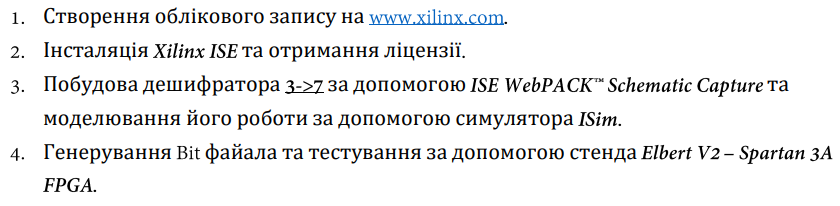 1. Створення облікового запису на www.xilinx.com.
2. Інсталяція Xilinx ISE та отримання ліцензії.
3. Побудова дешифратора 3->7 за допомогою ISE WebPACK™ Schematic Capture та
моделювання його роботи за допомогою симулятора ISim.
4. Генерування Bit файала та тестування за допомогою стенда Elbert V2 – Spartan 3A
FPGA.